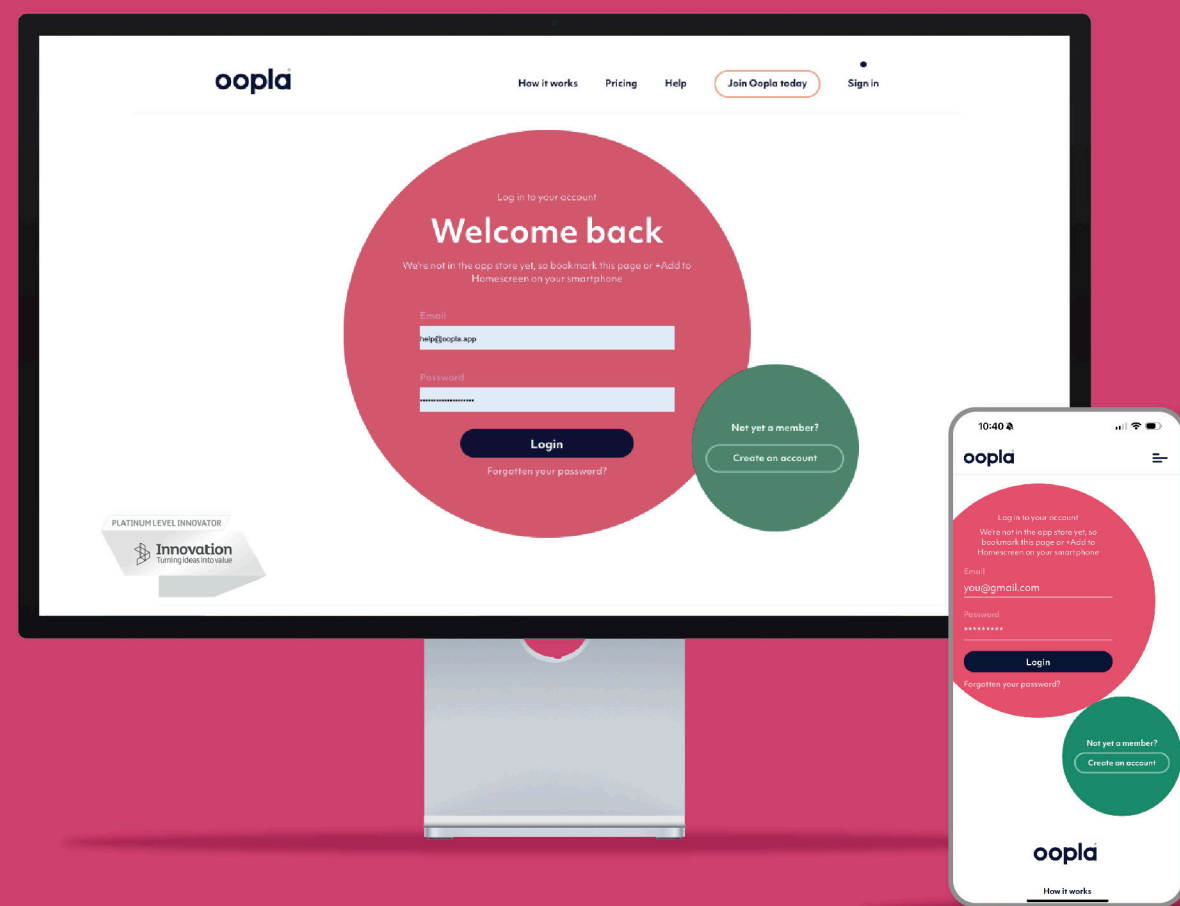 oopla
How it works Pricing Help Join Oopla today Sign in
Log in to your account
Welcome back
We're not in the app store yet, so bookmark this page or +Add to
Homescreen on your smartphone
Email
help@oopla.app
Password
••••••••••••••••••••
Login
Forgotten your password?
Not yet a member?
Create an account
PLATINUM LEVEL INNOVATOR
Innovation
Turning ideas into value
10:40
oopla
Log in to your account
We're not in the app store yet, so
bookmark this page or +Add to
Homescreen on your smartphone
Email
you@gmail.com
Password
*********
Login
Forgotten your password?
Not yet a member?
Create an account
oopla
How it works